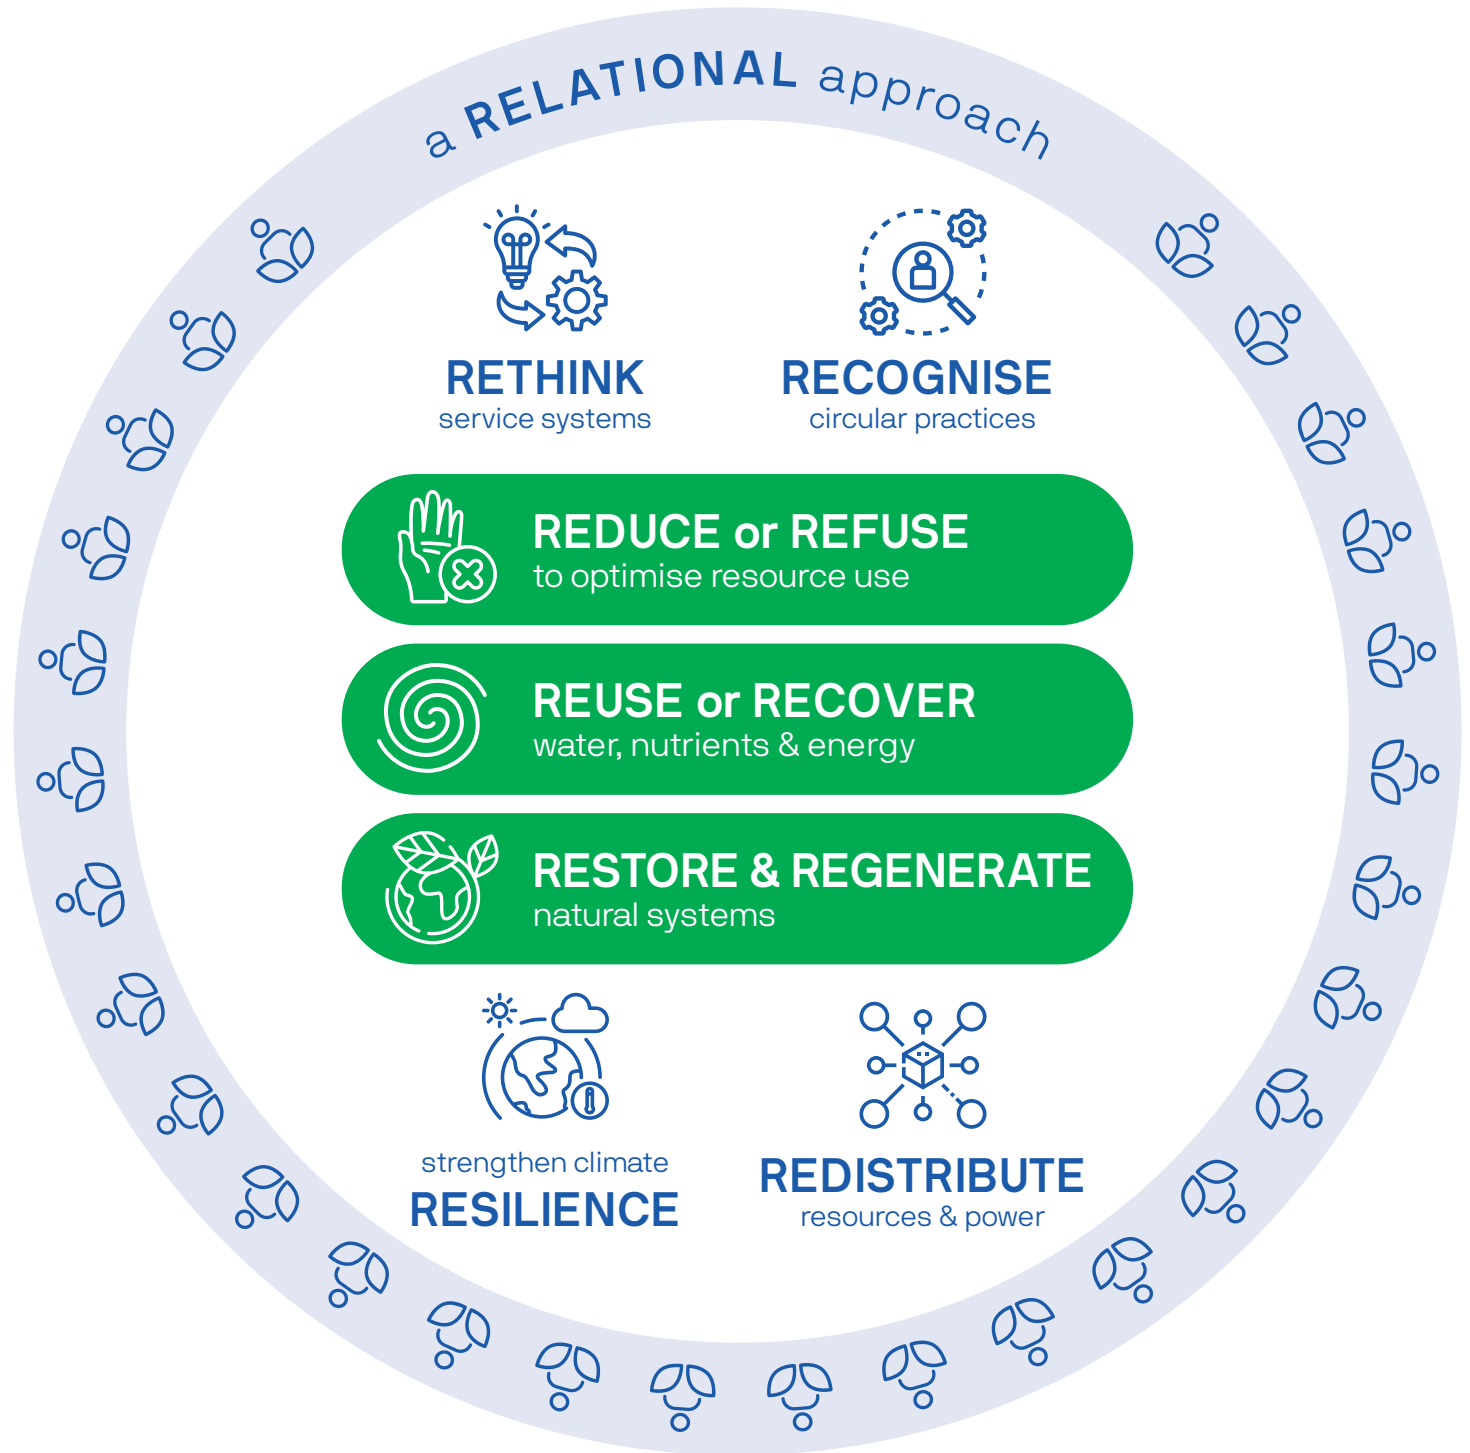 a RELATIONAL approach
RETHINK
service systems
RECOGNISE
circular practices
REDUCE or REFUSE
to optimise resource use
REUSE or RECOVER
water, nutrients & energy
RESTORE & REGENERATE
natural systems
strengthen climate
RESILIENCE
REDISTRIBUTE
resources & power